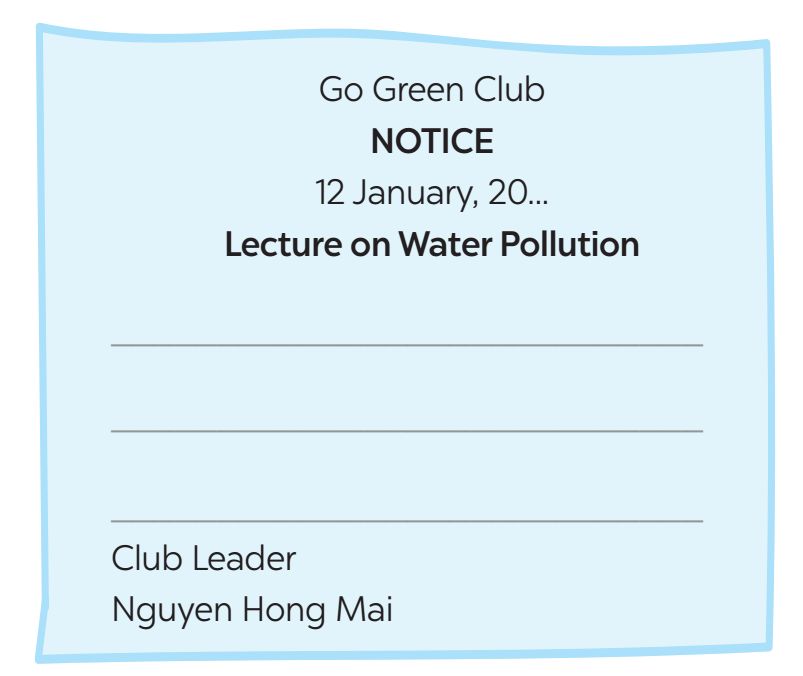 Go Green Club
NOTICE
12 January, 20...
Lecture on Water Pollution
Club Leader
Nguyen Hong Mai